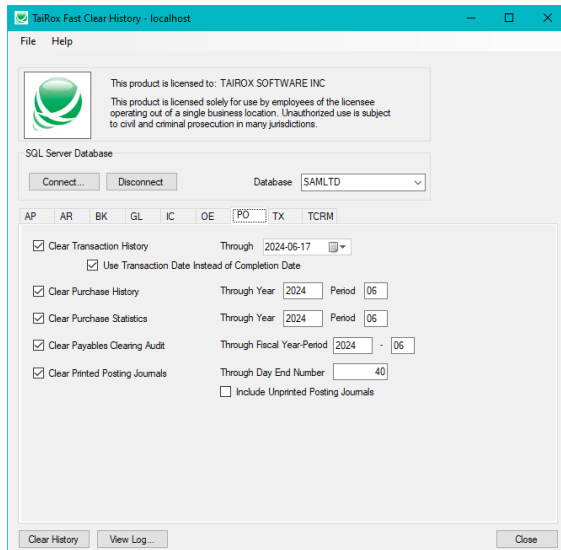 TaiRox Fast Clear History - localhost
File Help
This product is licensed to: TAIROX SOFTWARE INC
This product is licensed solely for use by employees of the licensee
operating out of a single business location. Unauthorized use is subject
to civil and criminal prosecution in many jurisdictions.
SQL Server Database
Connect... Disconnect Database SAMLTD
AP AR BK GL IC OE PO TX TCRM
Clear Transaction History Through 2024-06-17
Use Transaction Date Instead of Completion Date
Clear Purchase History Through Year 2024 Period 06
Clear Purchase Statistics Through Year 2024 Period 06
Clear Payables Clearing Audit Through Fiscal Year-Period 2024 - 06
Clear Printed Posting Journals Through Day End Number 40
Include Unprinted Posting Journals
Clear History View Log... Close